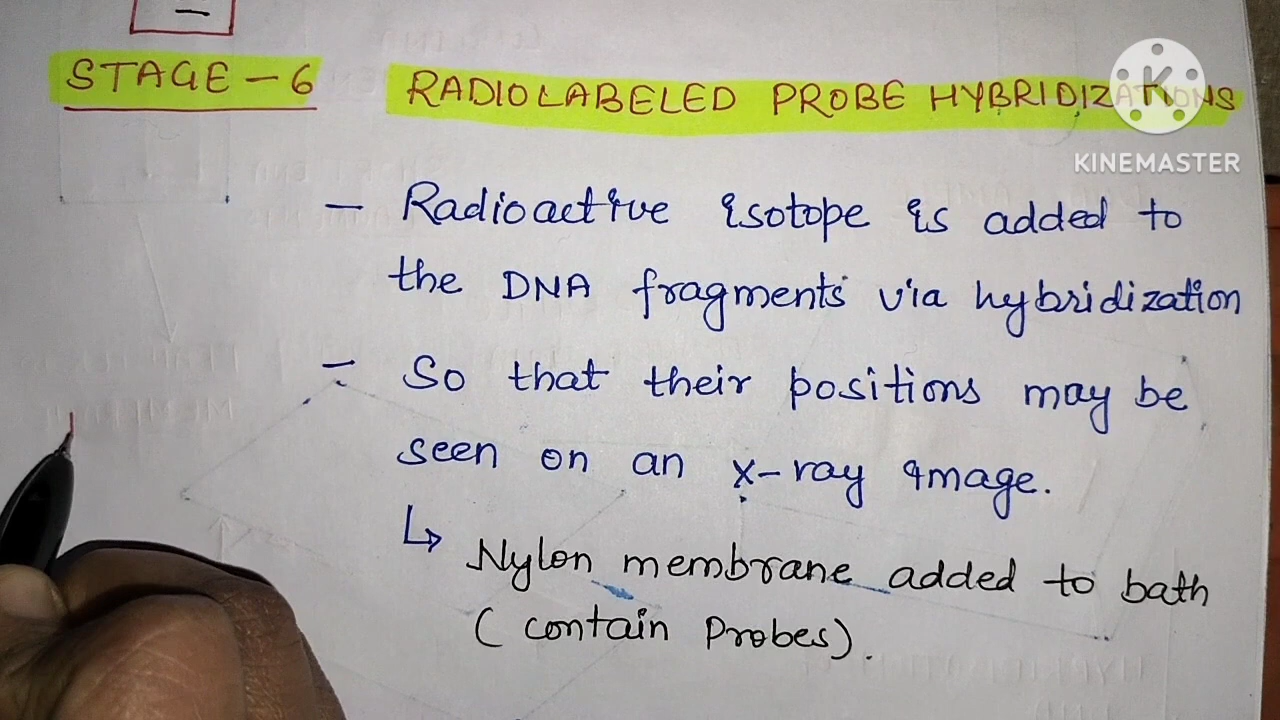 STAGE - 6 RADIOLABELED PROBE HYBRIDIZATIONS
K
KINEMASTER
- Radioactive isotope is added to
the DNA fragments via hybridization
- So that their positions may be
seen on an x-ray image.
↳ Nylon membrane added to bath
(contain Probes).